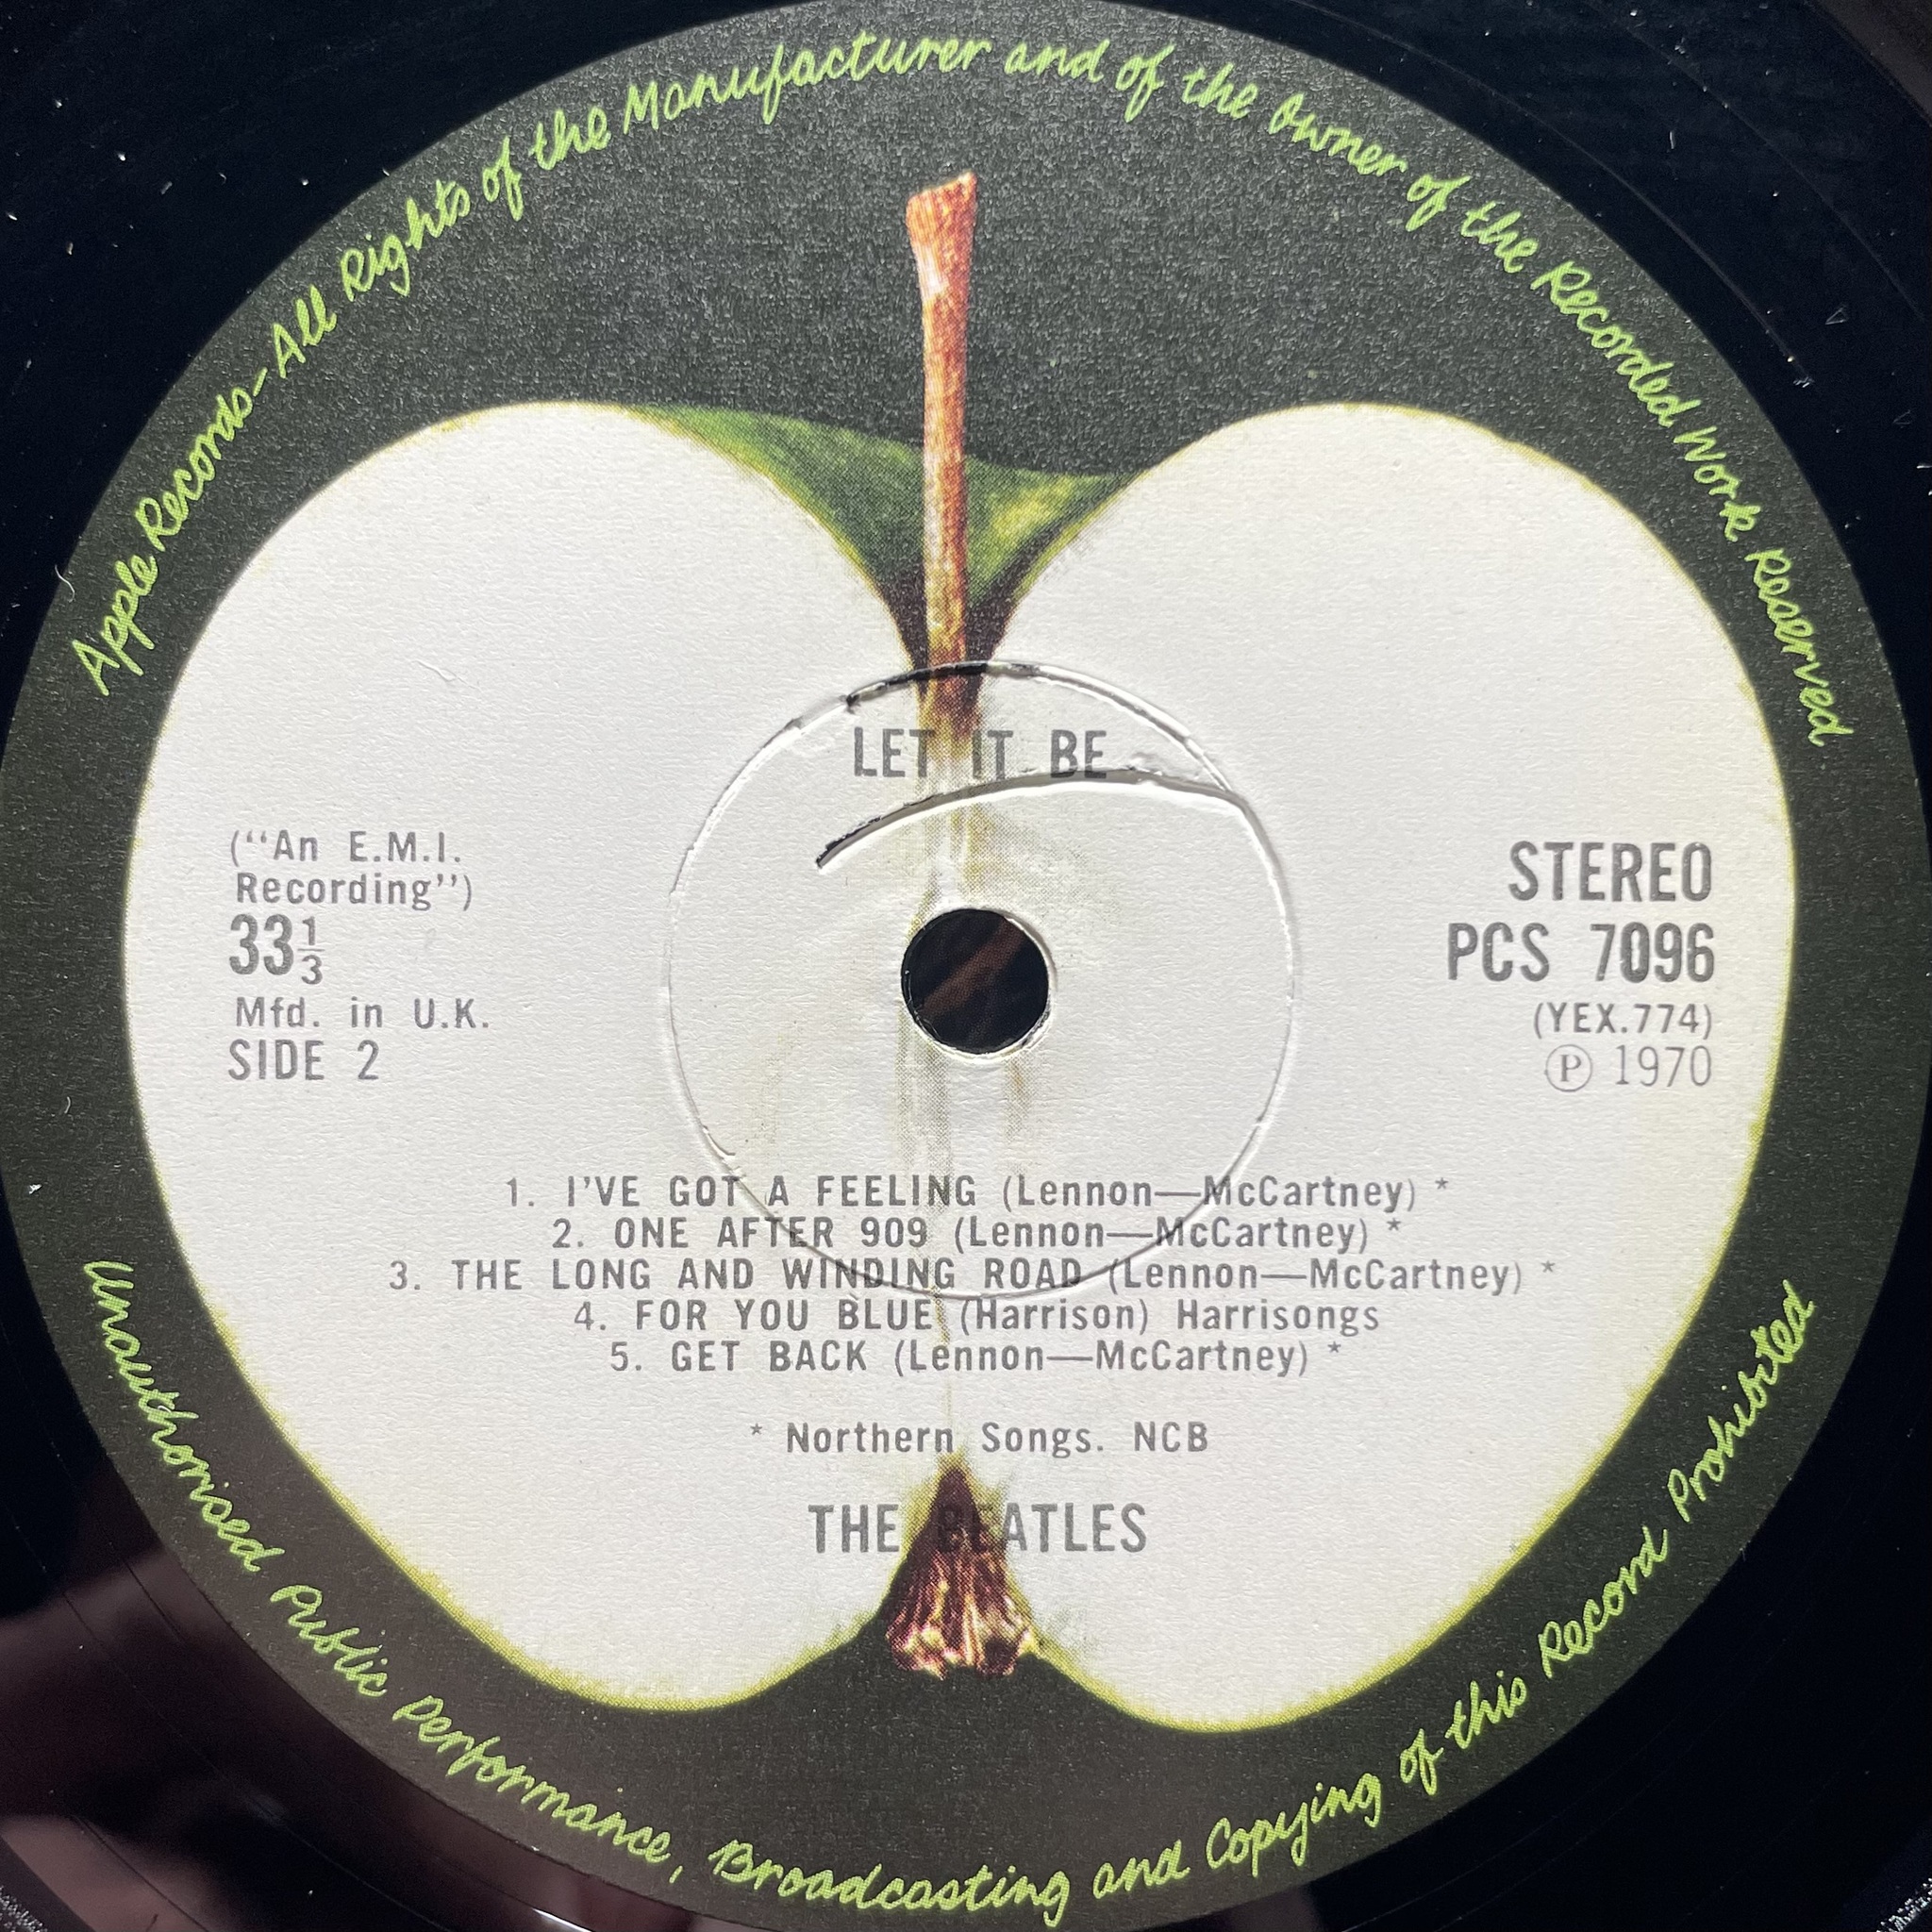 Apple Records - All Rights of the Manufacturer and of the Owner of the Recorded Work Reserved
LET IT BE
(“An E.M.I.
Recording”)
33⅓
Mfd. in U.K.
SIDE 2
STEREO
PCS 7096
(YEX.774)
℗ 1970
1. I'VE GOT A FEELING (Lennon—McCartney) *
2. ONE AFTER 909 (Lennon—McCartney) *
3. THE LONG AND WINDING ROAD (Lennon—McCartney) *
4. FOR YOU BLUE (Harrison) Harrisongs
5. GET BACK (Lennon—McCartney) *
* Northern Songs. NCB
THE BEATLES
Unauthorised Public Performance, Broadcasting and Copying of this Record Prohibited